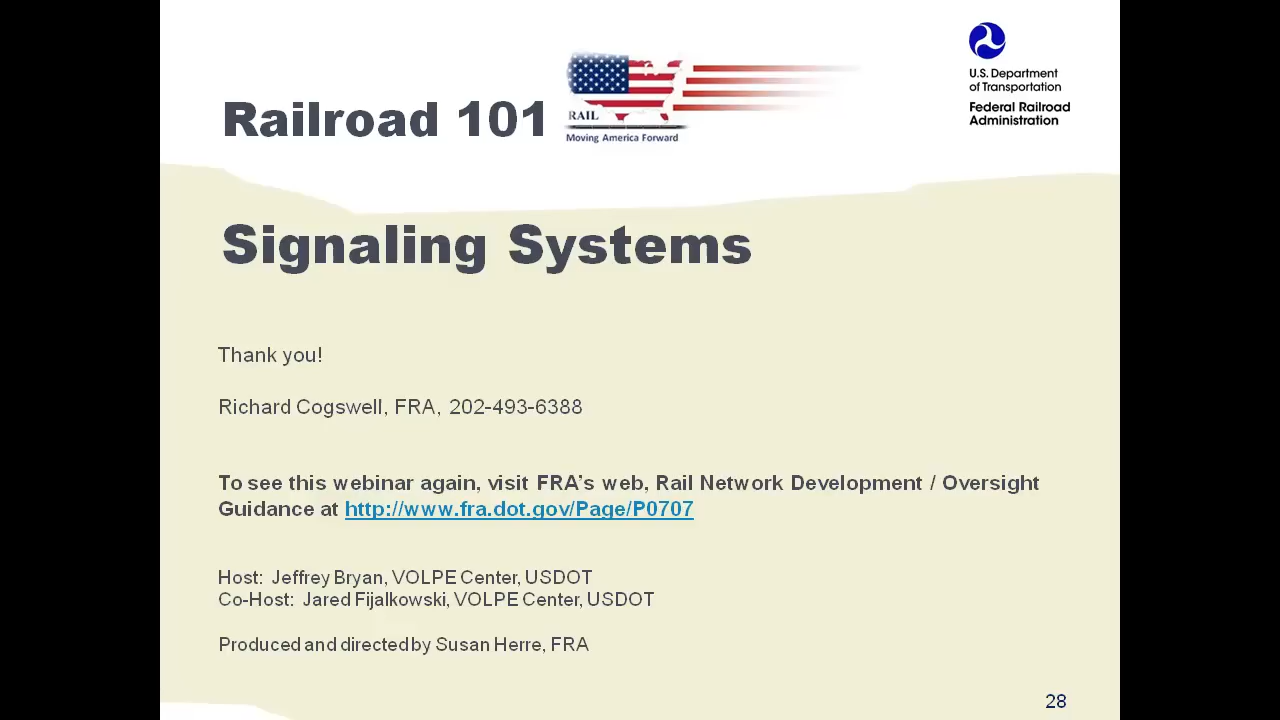 Railroad 101
RAIL
Moving America Forward
U.S. Department
of Transportation
Federal Railroad
Administration
Signaling Systems
Thank you!
Richard Cogswell, FRA, 202-493-6388
To see this webinar again, visit FRA's web, Rail Network Development / Oversight
Guidance at http://www.fra.dot.gov/Page/P0707
Host: Jeffrey Bryan, VOLPE Center, USDOT
Co-Host: Jared Fijalkowski, VOLPE Center, USDOT
Produced and directed by Susan Herre, FRA
28